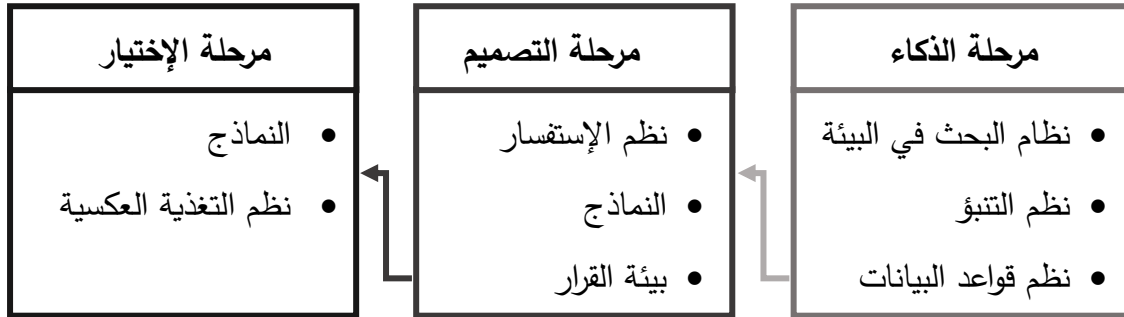 مرحلة الذكاء
• نظام البحث في البيئة
• نظم التنبؤ
• نظم قواعد البيانات
مرحلة التصميم
• نظم الإستفسار
• النماذج
• بيئة القرار
مرحلة الإختيار
• النماذج
• نظم التغذية العكسية